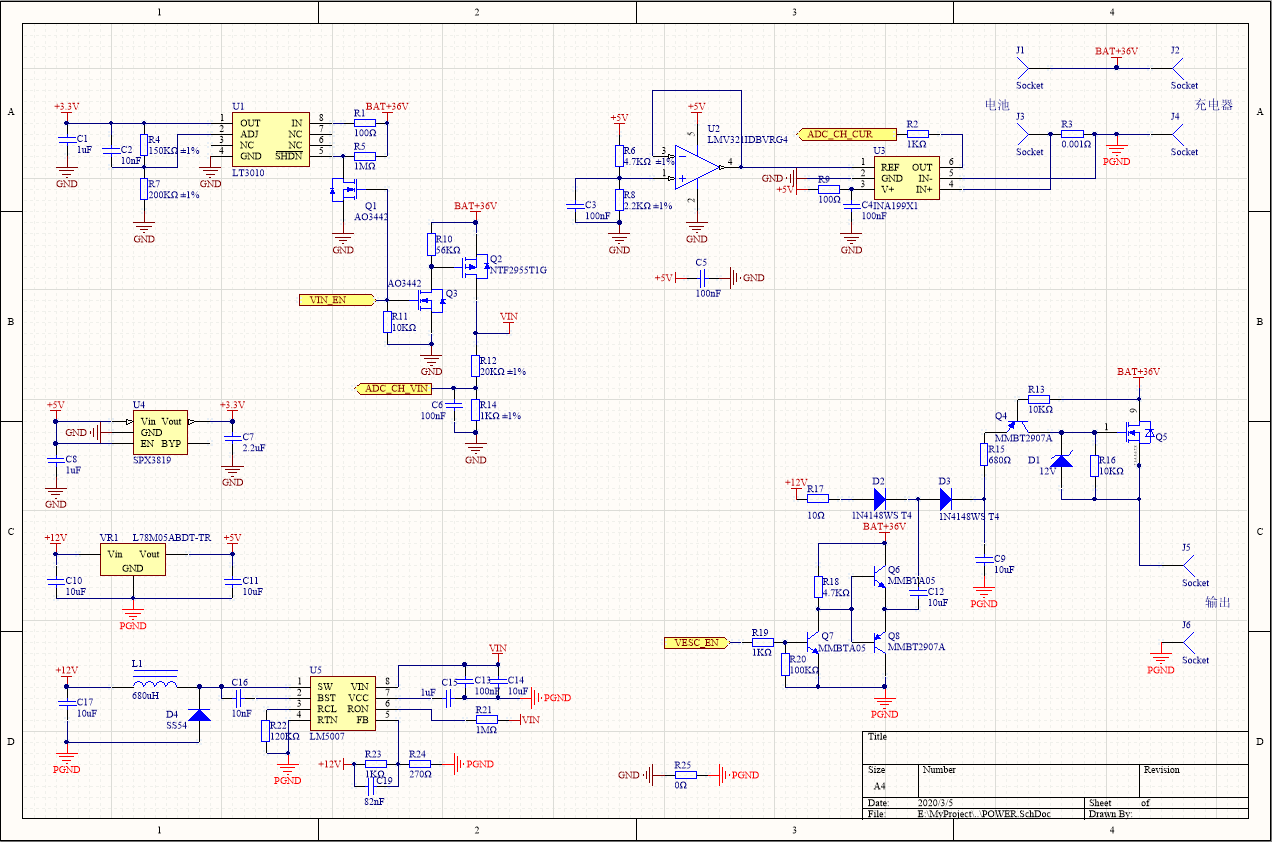 1 2 3 4
A
B
C
D
A
B
C
D
1 2 3 4
+3.3V
C1
1uF
GND
C2
10nF
R4
150KΩ ±1%
R7
200KΩ ±1%
GND
GND
U1
1 OUT IN 8
2 ADJ NC 7
3 NC NC 6
4 GND SHDN 5
LT3010
R1
100Ω
BAT+36V
R5
1MΩ
Q1
AO3442
GND
BAT+36V
R10
56KΩ
Q2
NTF2955T1G
AO3442
Q3
VIN_EN
R11
10KΩ
GND
VIN
R12
20KΩ ±1%
ADC_CH_VIN
C6
100nF
R14
1KΩ ±1%
GND
+5V
R6
4.7KΩ ±1%
R8
2.2KΩ ±1%
C3
100nF
GND
+5V
5
U2
LMV321IDBVRG4
3
1
4
2
GND
+5V
C5
100nF
GND
ADC_CH_CUR
R2
1KΩ
U3
1 REF OUT 6
2 GND IN- 5
3 V+ IN+ 4
INA199X1
GND
+5V
R9
100Ω
C4
100nF
GND
J1
Socket
BAT+36V
J2
Socket
电池
充电器
J3
Socket
R3
0.001Ω
PGND
J4
Socket
+5V
GND
U4
Vin Vout
GND
EN BYP
SPX3819
+3.3V
C7
2.2uF
GND
C8
1uF
GND
+12V
VR1
L78M05ABDT-TR
Vin Vout
GND
+5V
C10
10uF
C11
10uF
PGND
BAT+36V
R13
10KΩ
Q4
MMBT2907A
9
1
Q5
R15
680Ω
D1
12V
R16
10KΩ
+12V
R17
10Ω
D2
1N4148WS T4
D3
1N4148WS T4
BAT+36V
C9
10uF
PGND
R18
4.7KΩ
Q6
MMBTA05
C12
10uF
VESC_EN
R19
1KΩ
Q7
MMBTA05
Q8
MMBT2907A
R20
100KΩ
PGND
J5
Socket
输出
J6
Socket
PGND
+12V
L1
680uH
C17
10uF
D4
SS54
PGND
C16
10nF
U5
1 SW VIN 8
2 BST VCC 7
3 RCL RON 6
4 RTN FB 5
LM5007
R22
120KΩ
PGND
VIN
C15
1uF
C13
100nF
C14
10uF
PGND
R21
1MΩ
VIN
+12V
R23
1KΩ
R24
270Ω
PGND
C19
82nF
GND
R25
0Ω
PGND
Title
Size
A4
Number
Revision
Date: 2020/3/5 Sheet of
File: E:\MyProject\...\POWER.SchDoc Drawn By: